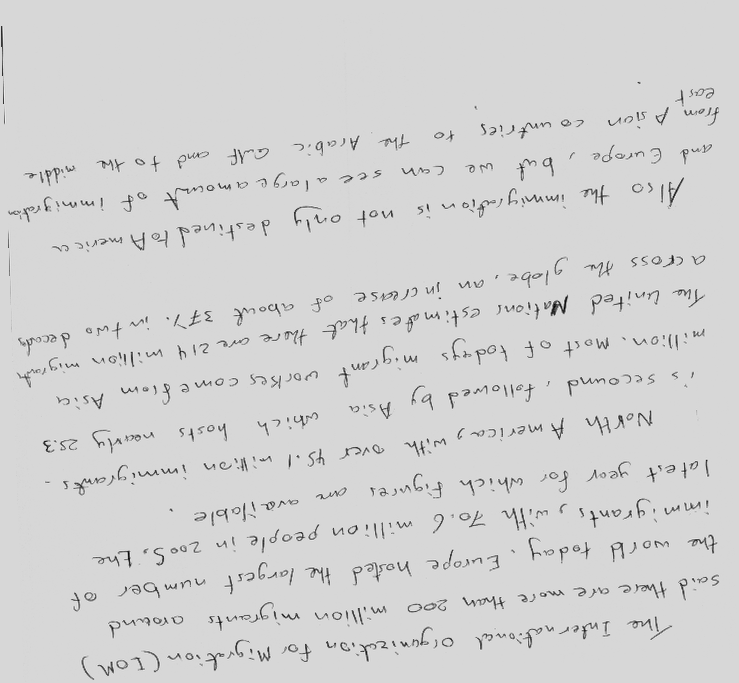 The International Organization for Migration (IOM)
said there are more than 200 million migrants around
the world today. Europe hosted the largest number of
immigrants, with 70.6 million people in 2005, the
latest year for which figures are available.
North America, with over 45.1 million immigrants.
is secound, followed by Asia which hosts nearly 25.3
million. Most of todays migrant workes come from Asia
The United Nations estimates that there are 214 million migrants
across the globe, an increse of about 37% in two decads
Also the immigration is not only destined to America
and Europe, but we can see a large amount of immigration
from Asian countries to the Arabic Gulf and to the middle
east.